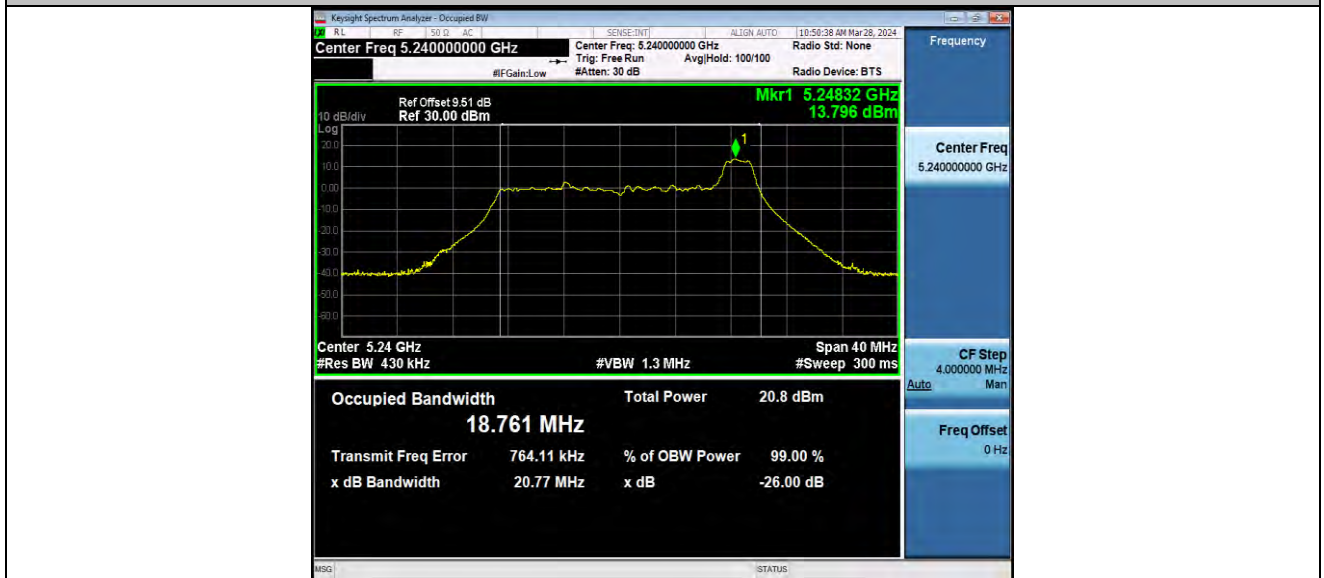 Keysight Spectrum Analyzer - Occupied BW
RL RF 50 Ω AC SENSE:INT ALIGN AUTO 10:50:38 AM Mar 28, 2024
Center Freq 5.240000000 GHz
Center Freq: 5.240000000 GHz Radio Std: None
Trig: Free Run Avg|Hold: 100/100
#IFGain:Low #Atten: 30 dB Radio Device: BTS
Mkr1 5.24832 GHz
13.796 dBm
Ref Offset 9.51 dB
10 dB/div Ref 30.00 dBm
Log
1
20.0
10.0
0.00
-10.0
-20.0
-30.0
-40.0
-50.0
-60.0
Center 5.24 GHz Span 40 MHz
#Res BW 430 kHz #VBW 1.3 MHz #Sweep 300 ms
Occupied Bandwidth Total Power 20.8 dBm
18.761 MHz
Transmit Freq Error 764.11 kHz % of OBW Power 99.00 %
x dB Bandwidth 20.77 MHz x dB -26.00 dB
MSG STATUS
Frequency
Center Freq
5.240000000 GHz
CF Step
4.000000 MHz
Auto Man
Freq Offset
0 Hz